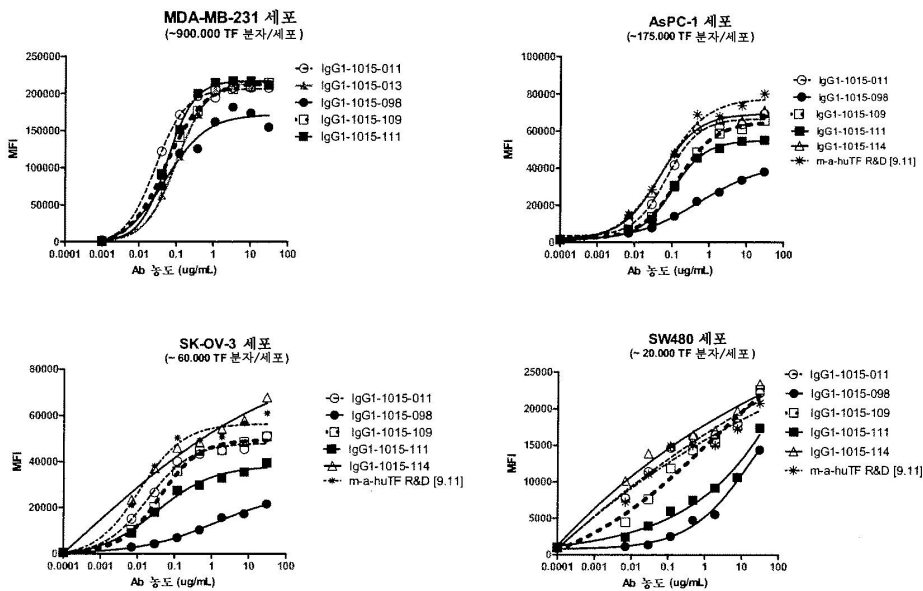 MDA-MB-231 세포
(~900.000 TF 분자/세포)
250000
200000
150000
100000
50000
0
MFI
0.0001 0.001 0.01 0.1 1 10 100
Ab 농도 (ug/mL)
IgG1-1015-011
IgG1-1015-013
IgG1-1015-098
IgG1-1015-109
IgG1-1015-111
AsPC-1 세포
(~175.000 TF 분자/세포)
100000
80000
60000
40000
20000
0
MFI
0.0001 0.001 0.01 0.1 1 10 100
Ab 농도 (ug/mL)
IgG1-1015-011
IgG1-1015-098
IgG1-1015-109
IgG1-1015-111
IgG1-1015-114
m-a-huTF R&D [9.11]
SK-OV-3 세포
(~ 60.000 TF 분자/세포)
80000
60000
40000
20000
0
MFI
0.0001 0.001 0.01 0.1 1 10 100
Ab 농도 (ug/mL)
IgG1-1015-011
IgG1-1015-098
IgG1-1015-109
IgG1-1015-111
IgG1-1015-114
m-a-huTF R&D [9.11]
SW480 세포
(~ 20.000 TF 분자/세포)
25000
20000
15000
10000
5000
0
MFI
0.0001 0.001 0.01 0.1 1 10 100
Ab 농도 (ug/mL)
IgG1-1015-011
IgG1-1015-098
IgG1-1015-109
IgG1-1015-111
IgG1-1015-114
m-a-huTF R&D [9.11]